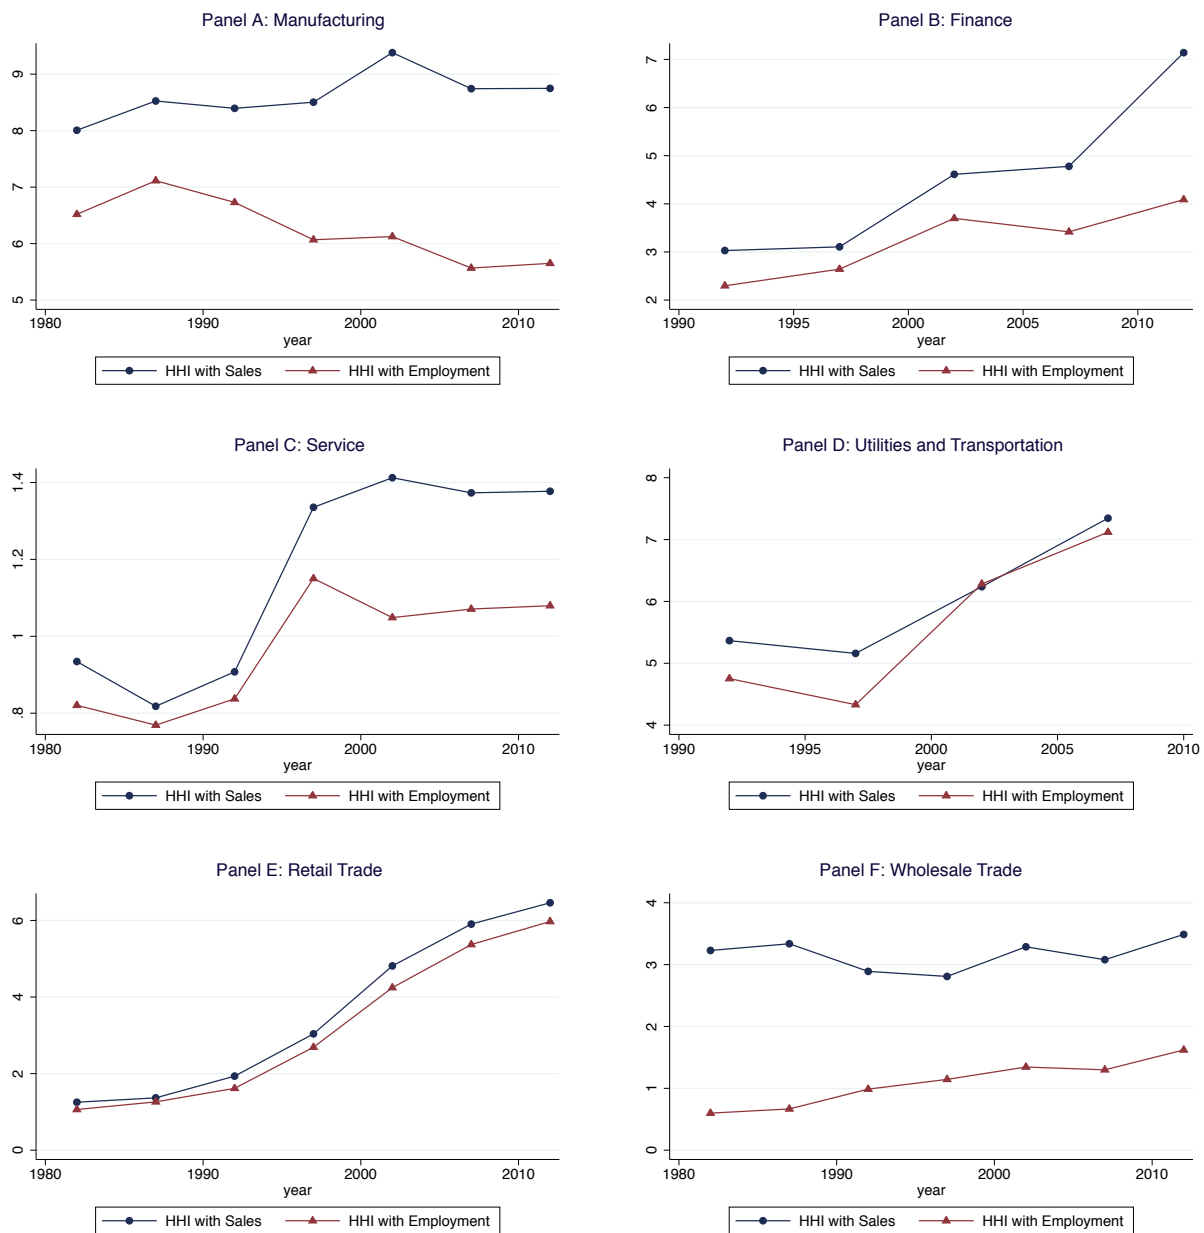 Panel A: Manufacturing
9
8
7
6
5
1980 1990 2000 2010
year
HHI with Sales HHI with Employment
Panel B: Finance
7
6
5
4
3
2
1990 1995 2000 2005 2010
year
HHI with Sales HHI with Employment
Panel C: Service
1.4
1.2
1
.8
1980 1990 2000 2010
year
HHI with Sales HHI with Employment
Panel D: Utilities and Transportation
8
7
6
5
4
1990 1995 2000 2005 2010
year
HHI with Sales HHI with Employment
Panel E: Retail Trade
6
4
2
0
1980 1990 2000 2010
year
HHI with Sales HHI with Employment
Panel F: Wholesale Trade
4
3
2
1
0
1980 1990 2000 2010
year
HHI with Sales HHI with Employment